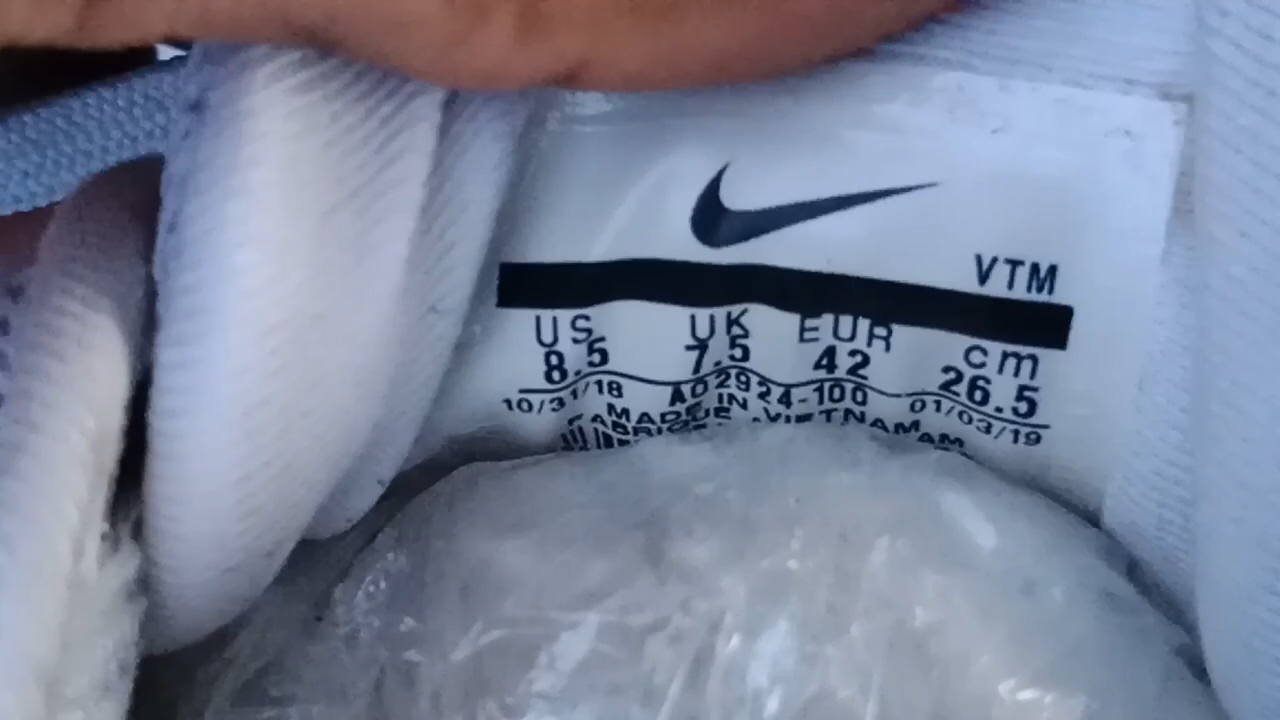 VTM
US UK EUR cm
8.5 7.5 42 26.5
10/31/18 AO2924-100 01/03/19
MADE IN VIETNAM